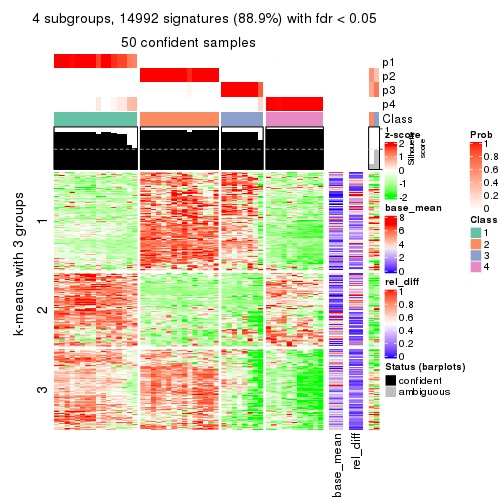 4 subgroups, 14992 signatures (88.9%) with fdr < 0.05
50 confident samples
p1
p2
p3
p4
Class
1
Silhouette
score
z-score
2
1
0
-1
-2
Prob
1
0.8
0.6
0.4
0.2
0
base_mean
8
6
4
2
0
Class
1
2
3
4
rel_diff
1
0.8
0.6
0.4
0.2
0
Status (barplots)
confident
ambiguous
k-means with 3 groups
1
2
3
base_mean
rel_diff